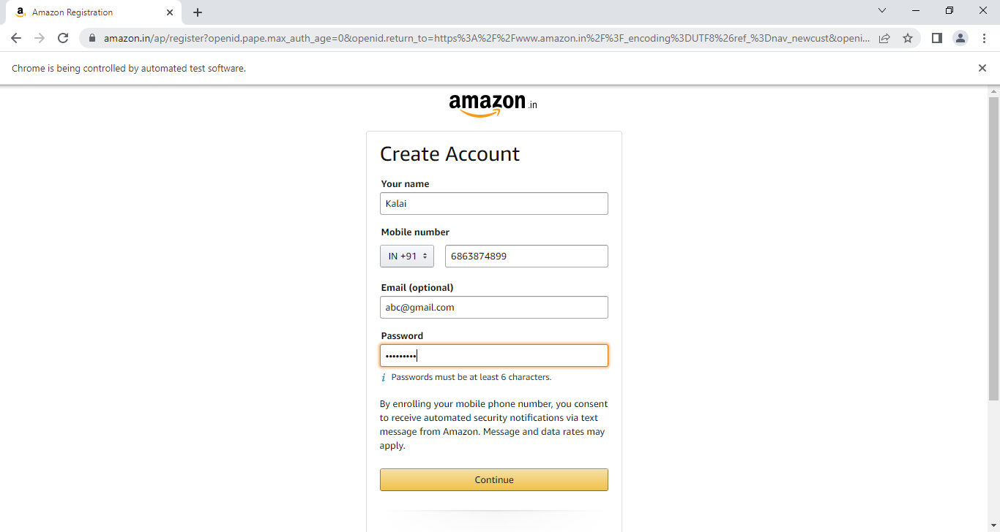 Amazon Registration
amazon.in/ap/register?openid.pape.max_auth_age=0&openid.return_to=https%3A%2F%2Fwww.amazon.in%2F%3F_encoding%3DUTF8%26ref_%3Dnav_newcust&openi...
Chrome is being controlled by automated test software.
amazon.in
Create Account
Your name
Kalai
Mobile number
IN +91 6863874899
Email (optional)
abc@gmail.com
Password
•••••••••
i Passwords must be at least 6 characters.
By enrolling your mobile phone number, you consent
to receive automated security notifications via text
message from Amazon. Message and data rates may
apply.
Continue